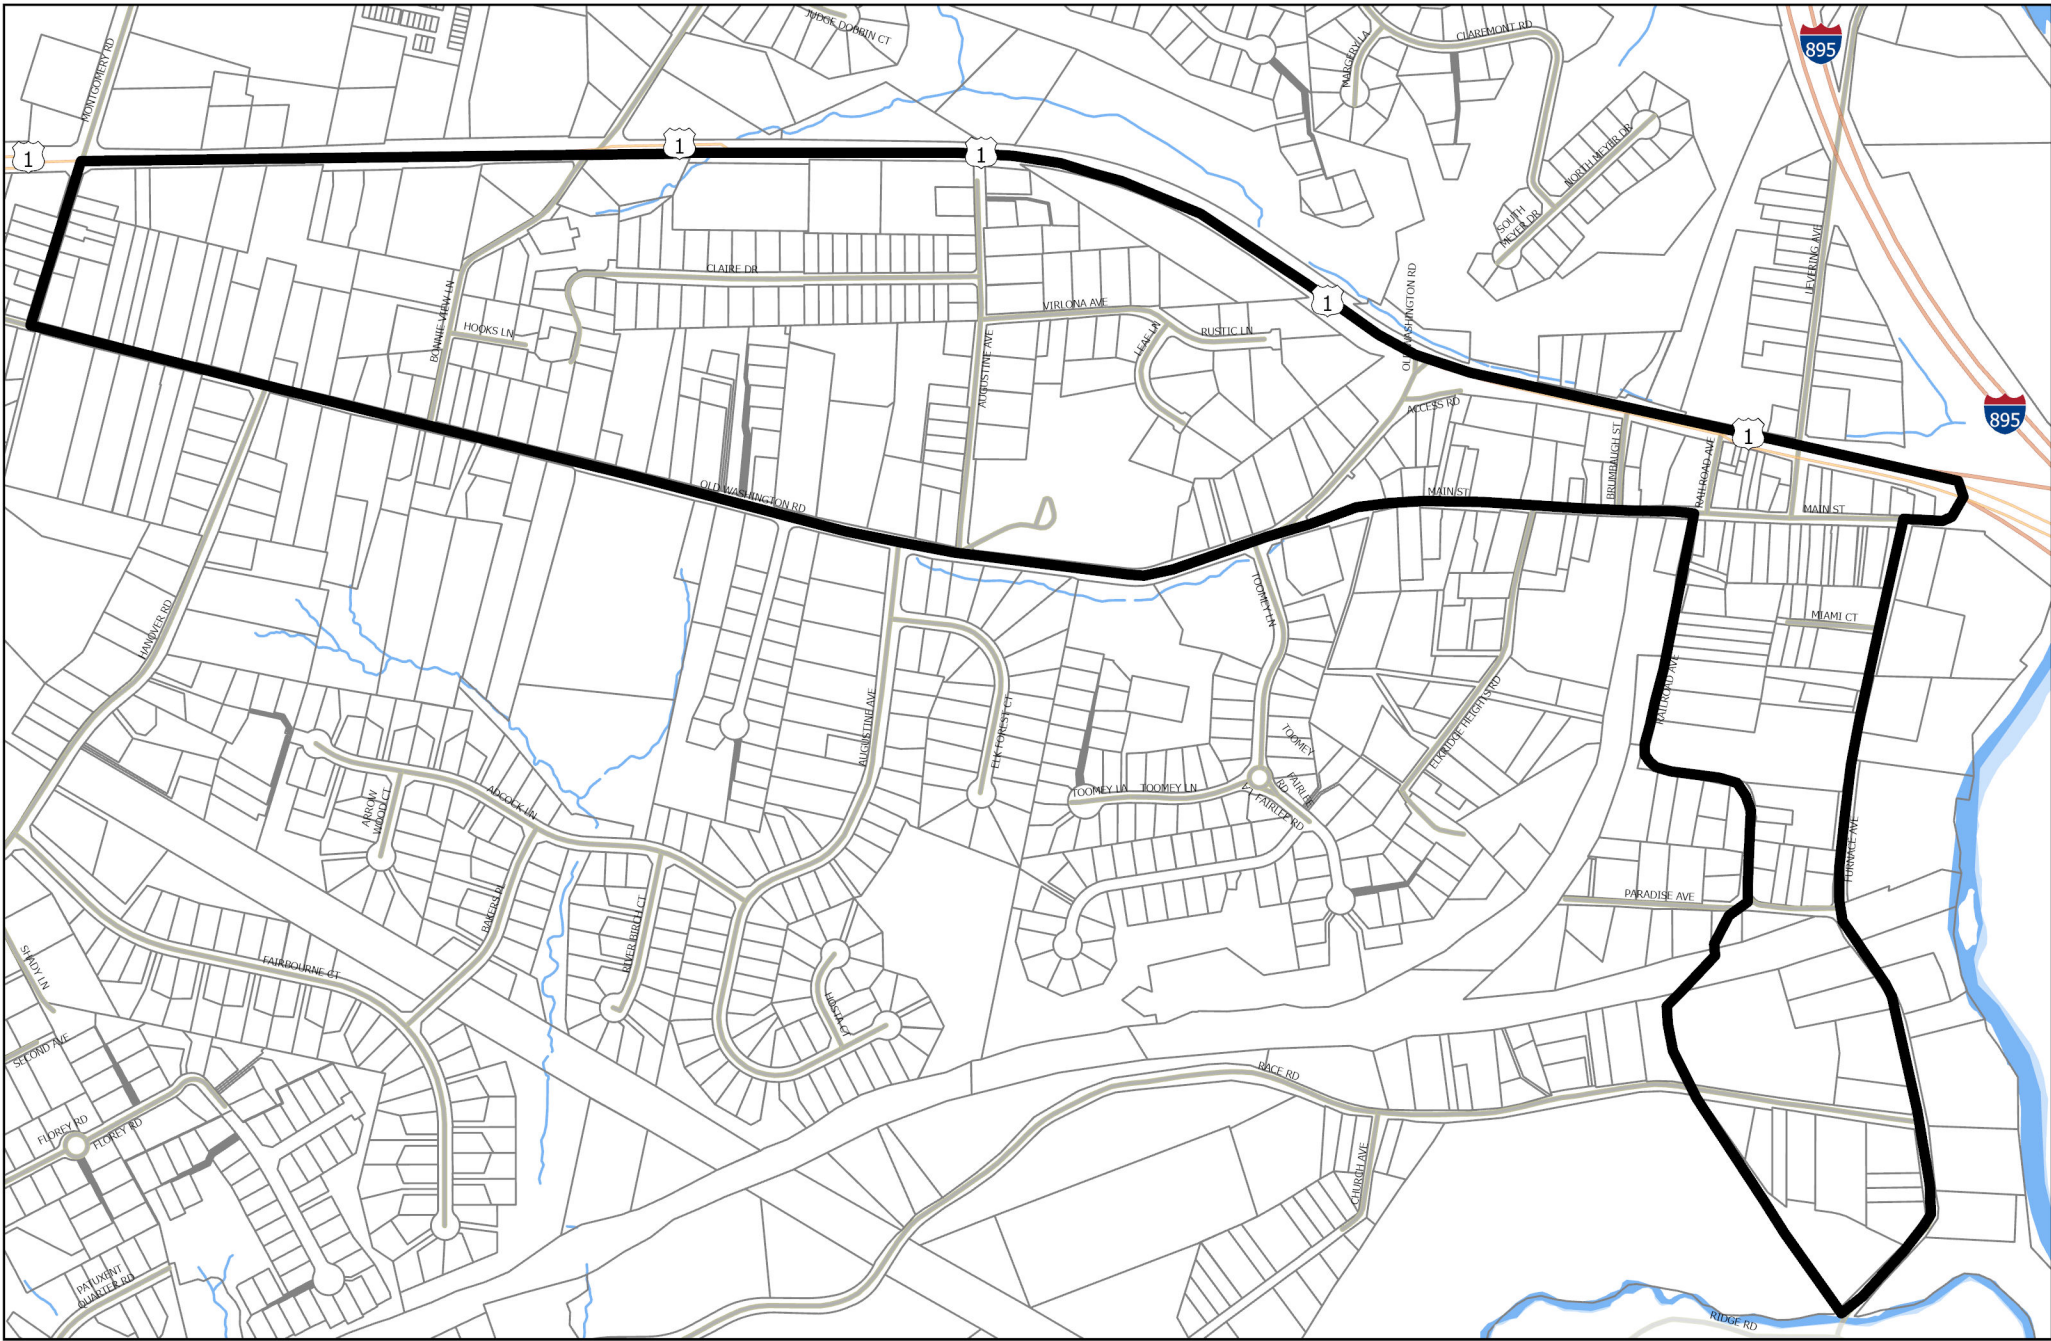 JUDGE DOBBIN CT
CLAREMONT RD
MARGERY LA
895
MONTGOMERY RD
1
1
1
NORTH MEYER DR
SOUTH
MEYER DR
LEVERING AVE
CLAIRE DR
BONNIE VIEW LN
HOOKS LN
VIRLONA AVE
LEAF LN
RUSTIC LN
1
OLD WASHINGTON RD
AUGUSTINE AVE
ACCESS RD
895
1
BRUMBAUGH ST
RAILROAD AVE
OLD WASHINGTON RD
MAIN ST
MAIN ST
HANOVER RD
TOOMEY LN
MIAMI CT
RAILROAD AVE
ELKRIDGE HEIGHTS RD
AUGUSTINE AVE
ELK FOREST CT
TOOMEY
FAIRLEE
RD
TOOMEY LA
TOOMEY LN
FAIRLEE RD
ARROW
WOOD CT
ADCOCK LN
FURNACE AVE
PARADISE AVE
BAKERS PL
RIVER BIRCH CT
SHADY LN
FAIRBOURNE CT
HOSTA CT
SECOND AVE
RACE RD
FLOREY RD
FLOREY RD
CHURCH AVE
PATUXENT
QUARTER RD
RIDGE RD